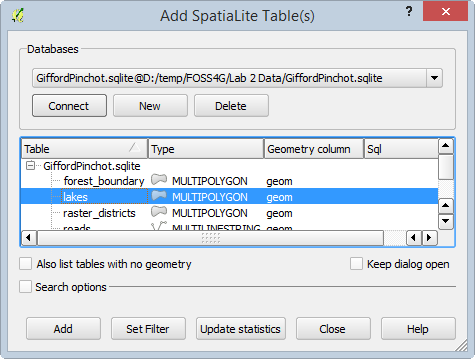 Add SpatiaLite Table(s)
Databases
GiffordPinchot.sqlite@D:/temp/FOSS4G/Lab 2 Data/GiffordPinchot.sqlite
Connect New Delete
Table Type Geometry column Sql
GiffordPinchot.sqlite
forest_boundary MULTIPOLYGON geom
lakes MULTIPOLYGON geom
raster_districts MULTIPOLYGON geom
roads MULTILINESTRING geom
Also list tables with no geometry Keep dialog open
Search options
Add Set Filter Update statistics Close Help